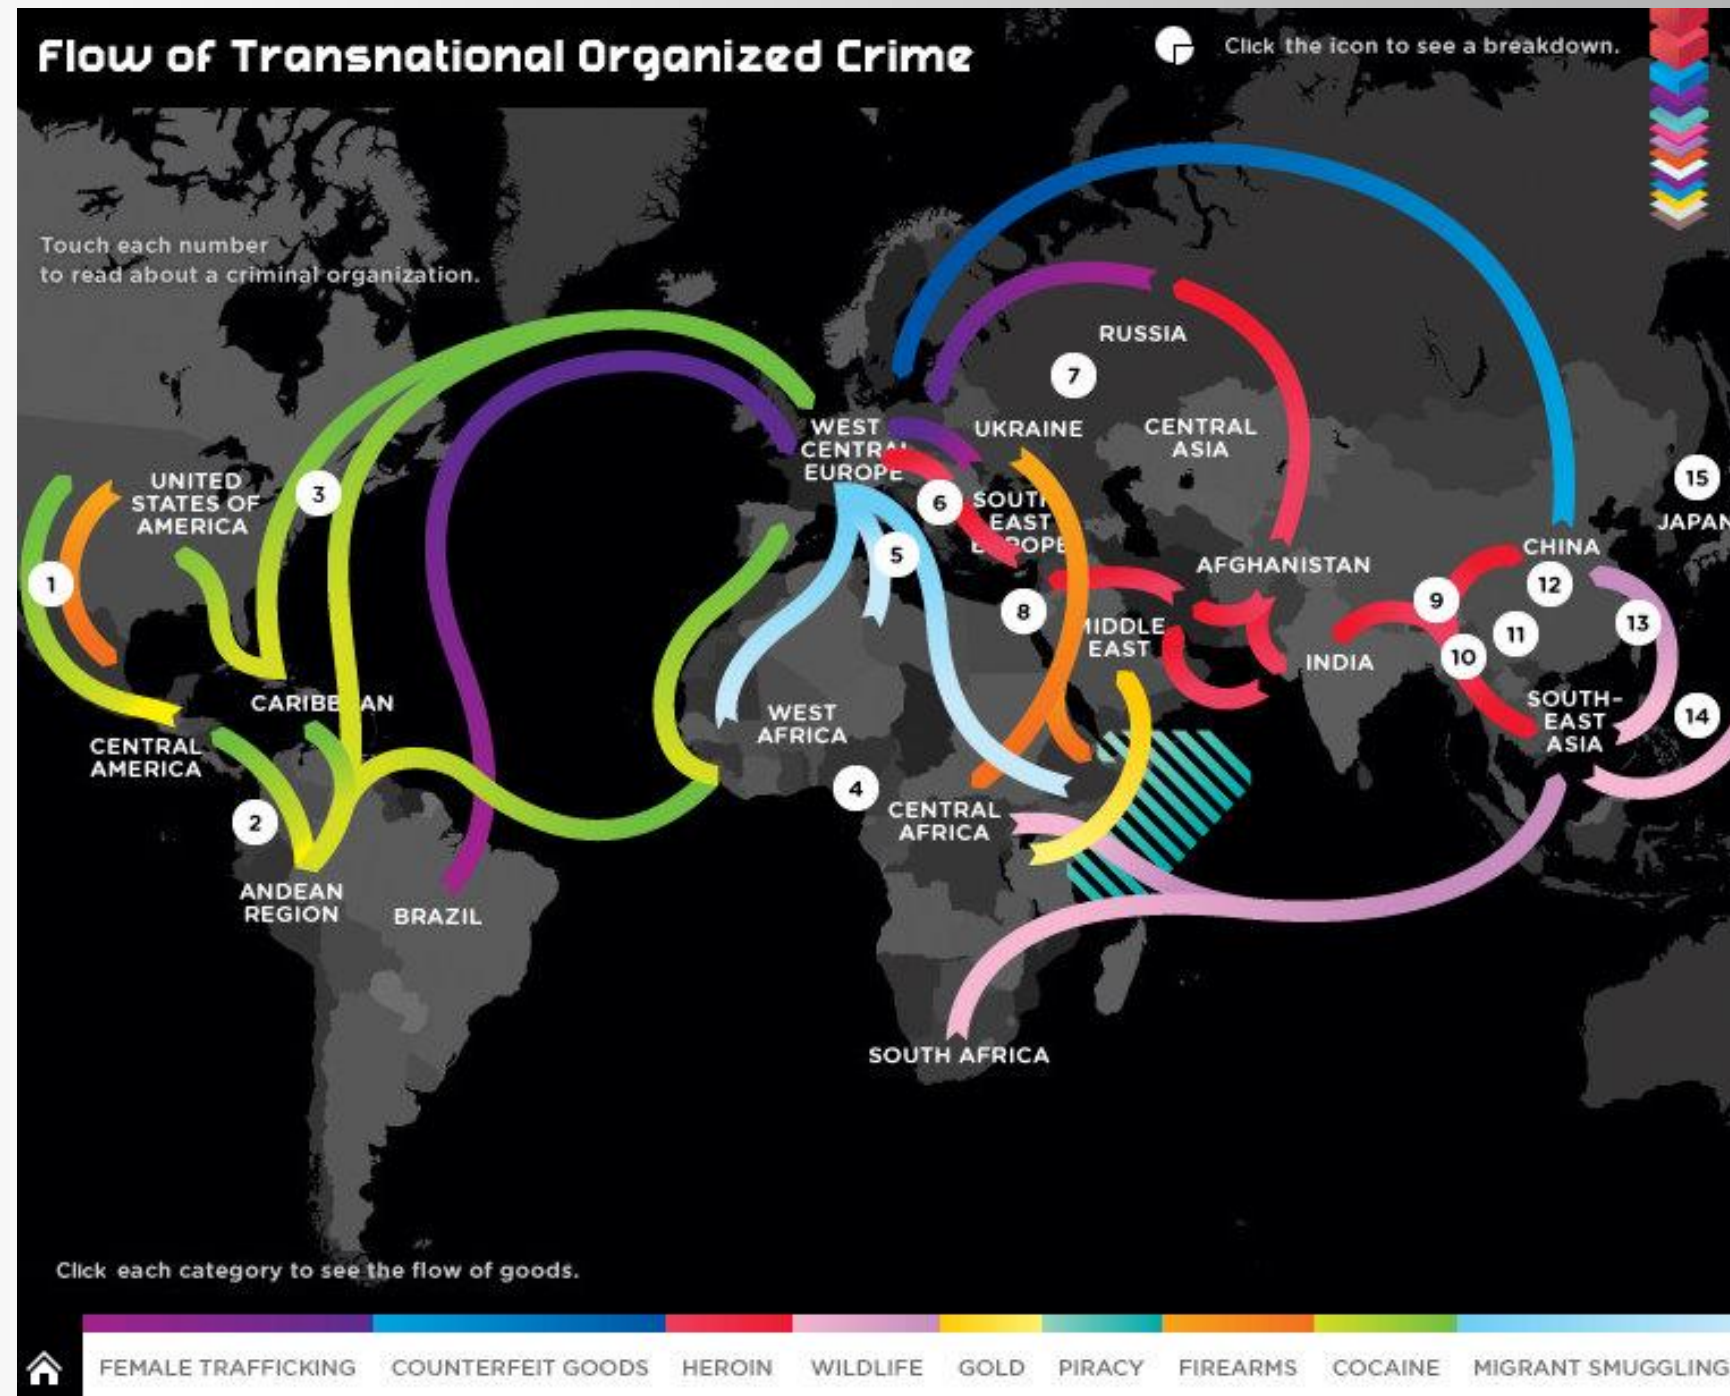 Flow of Transnational Organized Crime
Click the icon to see a breakdown.
Touch each number
to read about a criminal organization.
RUSSIA
7
WEST
CENTRAL
EUROPE
UKRAINE
CENTRAL
ASIA
UNITED
STATES OF
AMERICA
3
15
JAPAN
6
SOUTH
EAST
EUROPE
1
5
AFGHANISTAN
CHINA
12
9
8
MIDDLE
EAST
11
13
10
INDIA
CARIBBEAN
WEST
AFRICA
SOUTH-
EAST
ASIA
14
CENTRAL
AMERICA
4
2
CENTRAL
AFRICA
ANDEAN
REGION
BRAZIL
SOUTH AFRICA
Click each category to see the flow of goods.
FEMALE TRAFFICKING COUNTERFEIT GOODS HEROIN WILDLIFE GOLD PIRACY FIREARMS COCAINE MIGRANT SMUGGLING